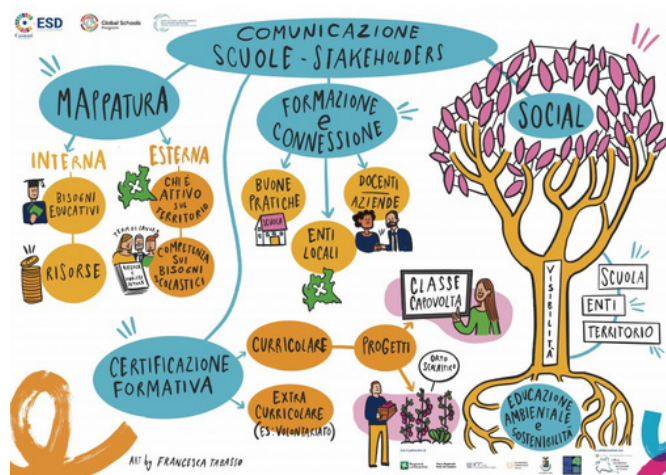 ESD
Global Schools
Program
COMUNICAZIONE
SCUOLE - STAKEHOLDERS
MAPPATURA
INTERNA
BISOGNI
EDUCATIVI
RISORSE
ESTERNA
CHI È
ATTIVO
SUL
TERRITORIO
COMPETENZA
SUI
BISOGNI
SCOLASTICI
FORMAZIONE
e
CONNESSIONE
BUONE
PRATICHE
SCUOLA
ENTI
LOCALI
DOCENTI
AZIENDE
SOCIAL
VISIBILITÀ
SCUOLA
ENTI
TERRITORIO
EDUCAZIONE
AMBIENTALE
e
SOSTENIBILITÀ
CERTIFICAZIONE
FORMATIVA
CURRICOLARE
PROGETTI
CLASSE
CAPOVOLTA
ORTO
SCOLASTICO
EXTRA
CURRICOLARE
(ES: VOLONTARIATO)
ART by FRANCESCA TABASSO